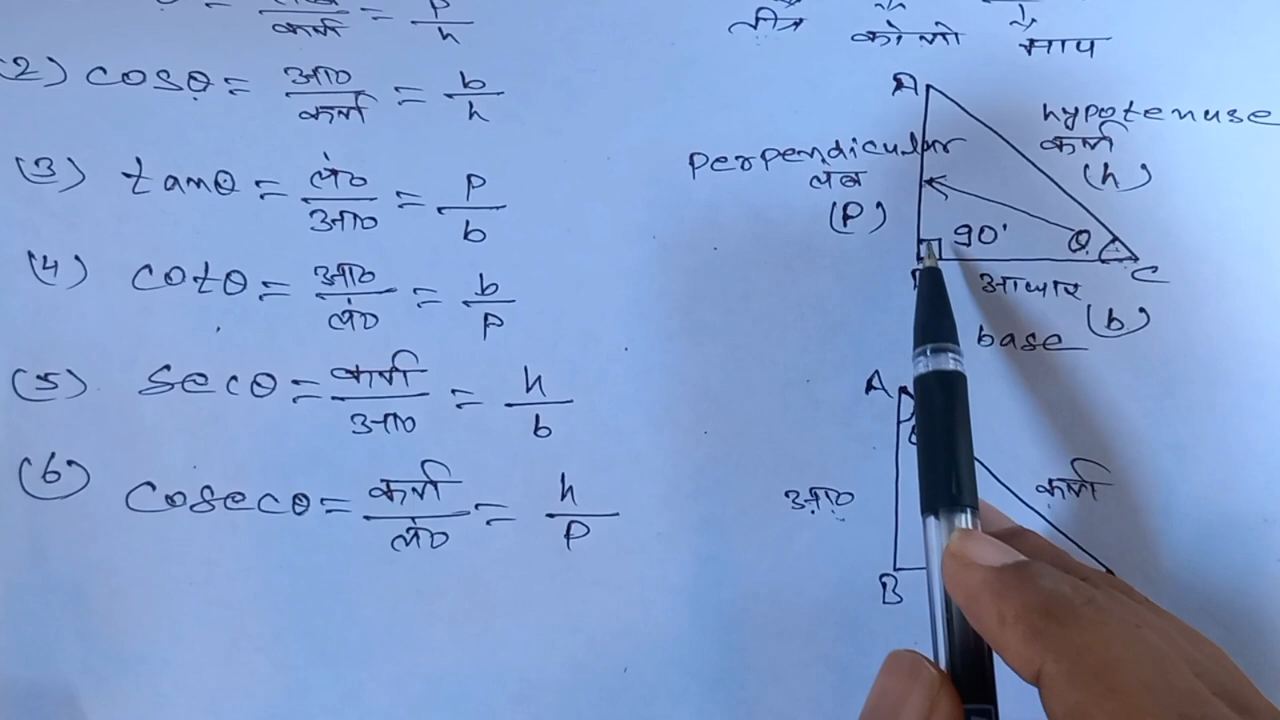 कर्ण = p/h
तीन कोणो माप
(2) cosθ = आ०/कर्ण = b/h
(3) tanθ = लं०/आ० = P/b
(4) cotθ = आ०/लं० = b/P
(5) secθ = कर्ण/आ० = h/b
(6) Cosecθ = कर्ण/लं० = h/P
A
hypotenuse
कर्ण
(h)
Perpendicular
लंब
(P)
90°
θ
C
आधार
(b)
base
A
आ०
कर्ण
B